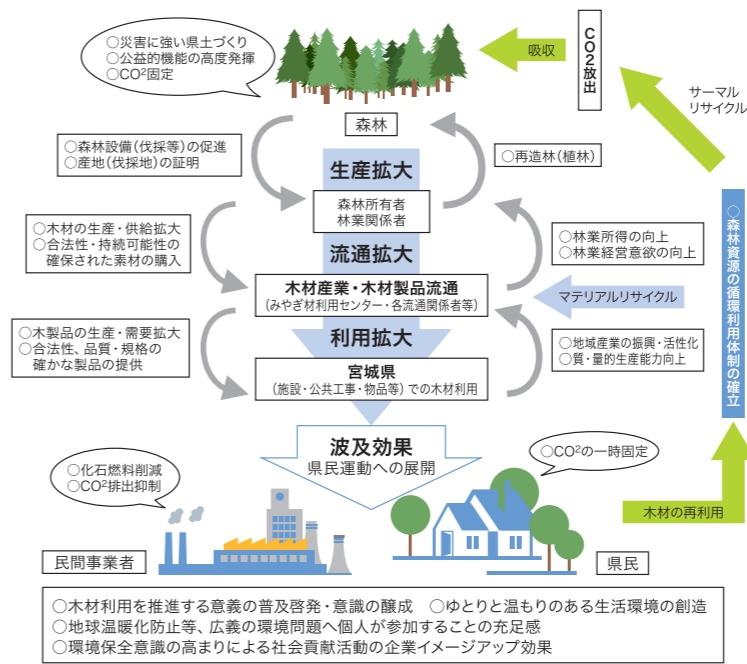 ○災害に強い県土づくり
○公益的機能の高度発揮
○CO²固定
吸収
CO2放出
サーマル
リサイクル
森林
○森林設備(伐採等)の促進
○産地(伐採地)の証明
生産拡大
○再造林(植林)
森林所有者
林業関係者
○木材の生産・供給拡大
○合法性・持続可能性の
確保された素材の購入
流通拡大
○林業所得の向上
○林業経営意欲の向上
木材産業・木材製品流通
(みやぎ材利用センター・各流通関係者等)
マテリアルリサイクル
○森林資源の循環利用体制の確立
○木製品の生産・需要拡大
○合法性、品質・規格の
確かな製品の提供
利用拡大
○地域産業の振興・活性化
○質・量的生産能力向上
宮城県
(施設・公共工事・物品等)での木材利用
波及効果
県民運動への展開
○CO²の一時固定
○化石燃料削減
○CO²排出抑制
木材の再利用
民間事業者
県民
○木材利用を推進する意義の普及啓発・意識の醸成 ○ゆとりと温もりのある生活環境の創造
○地球温暖化防止等、広義の環境問題へ個人が参加することの充足感
○環境保全意識の高まりによる社会貢献活動の企業イメージアップ効果